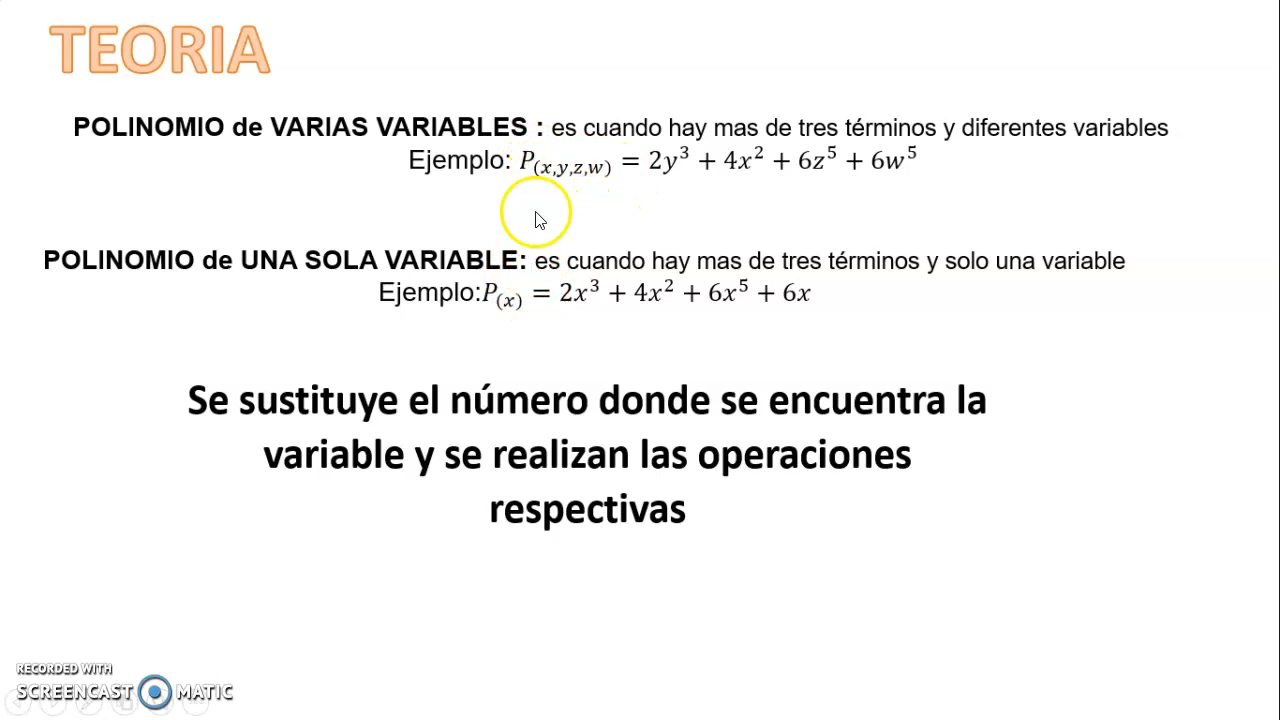 TEORIA
POLINOMIO de VARIAS VARIABLES : es cuando hay mas de tres términos y diferentes variables
Ejemplo: P(x,y,z,w) = 2y³ + 4x² + 6z⁵ + 6w⁵
POLINOMIO de UNA SOLA VARIABLE: es cuando hay mas de tres términos y solo una variable
Ejemplo:P(x) = 2x³ + 4x² + 6x⁵ + 6x
Se sustituye el número donde se encuentra la
variable y se realizan las operaciones
respectivas
RECORDED WITH
SCREENCAST MATIC